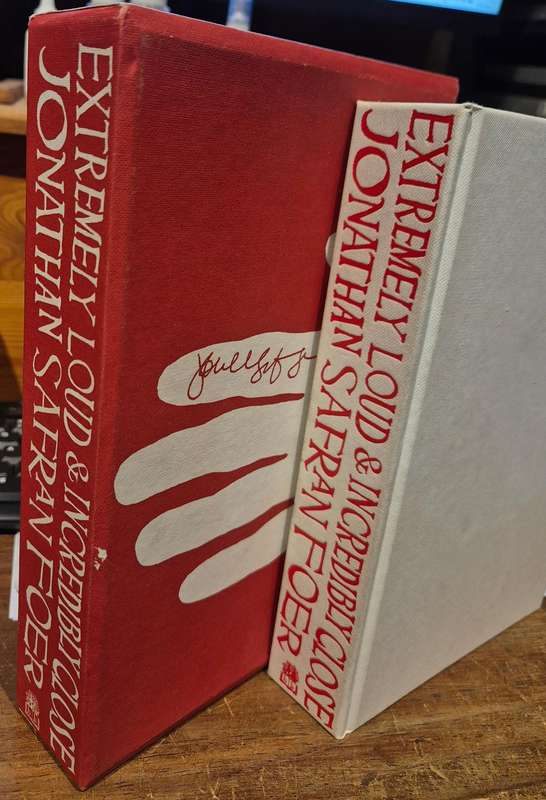 EXTREMELY LOUD & INCREDIBLY CLOSE
JONATHAN SAFRAN FOER
EXTREMELY LOUD & INCREDIBLY CLOSE
JONATHAN SAFRAN FOER